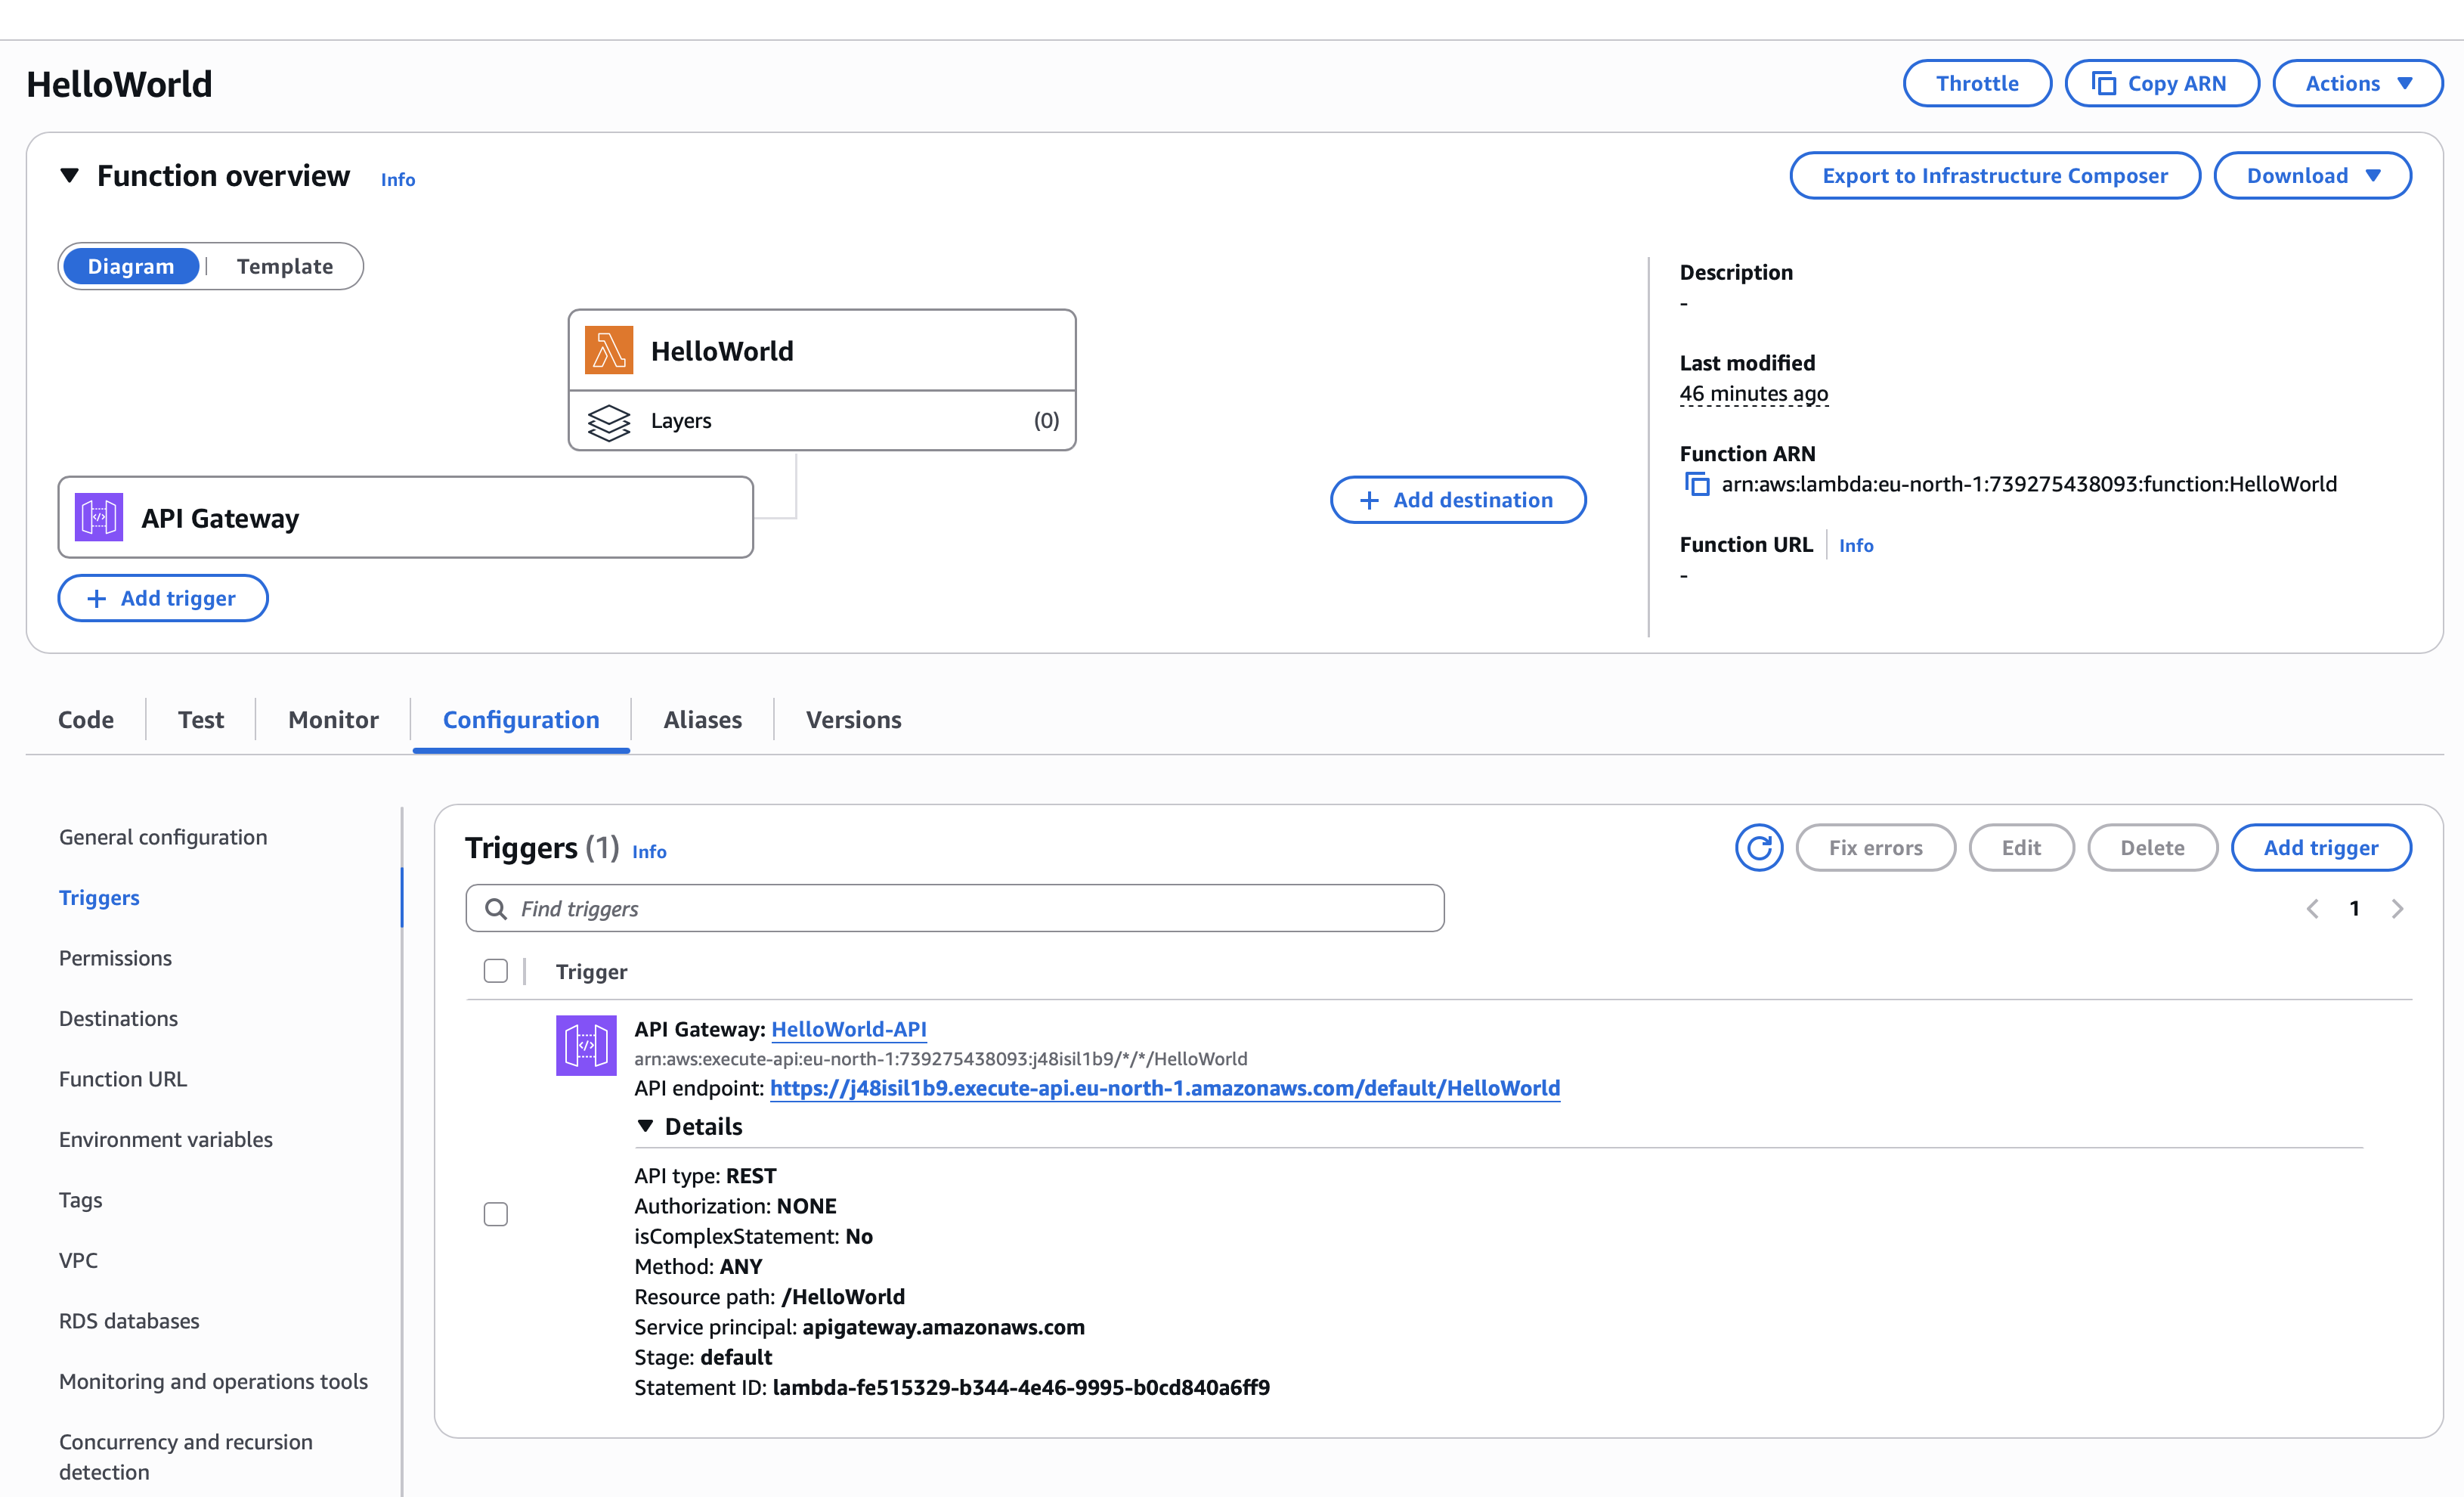 HelloWorld
Throttle
Copy ARN
Actions
Function overview Info
Export to Infrastructure Composer
Download
Diagram
Template
HelloWorld
Layers (0)
API Gateway
+ Add trigger
+ Add destination
Description
-
Last modified
46 minutes ago
Function ARN
arn:aws:lambda:eu-north-1:739275438093:function:HelloWorld
Function URL Info
-
Code
Test
Monitor
Configuration
Aliases
Versions
General configuration
Triggers
Permissions
Destinations
Function URL
Environment variables
Tags
VPC
RDS databases
Monitoring and operations tools
Concurrency and recursion
detection
Triggers (1) Info
Fix errors
Edit
Delete
Add trigger
Find triggers
1
Trigger
API Gateway: HelloWorld-API
arn:aws:execute-api:eu-north-1:739275438093:j48isil1b9/*/*/HelloWorld
API endpoint: https://j48isil1b9.execute-api.eu-north-1.amazonaws.com/default/HelloWorld
Details
API type: REST
Authorization: NONE
isComplexStatement: No
Method: ANY
Resource path: /HelloWorld
Service principal: apigateway.amazonaws.com
Stage: default
Statement ID: lambda-fe515329-b344-4e46-9995-b0cd840a6ff9